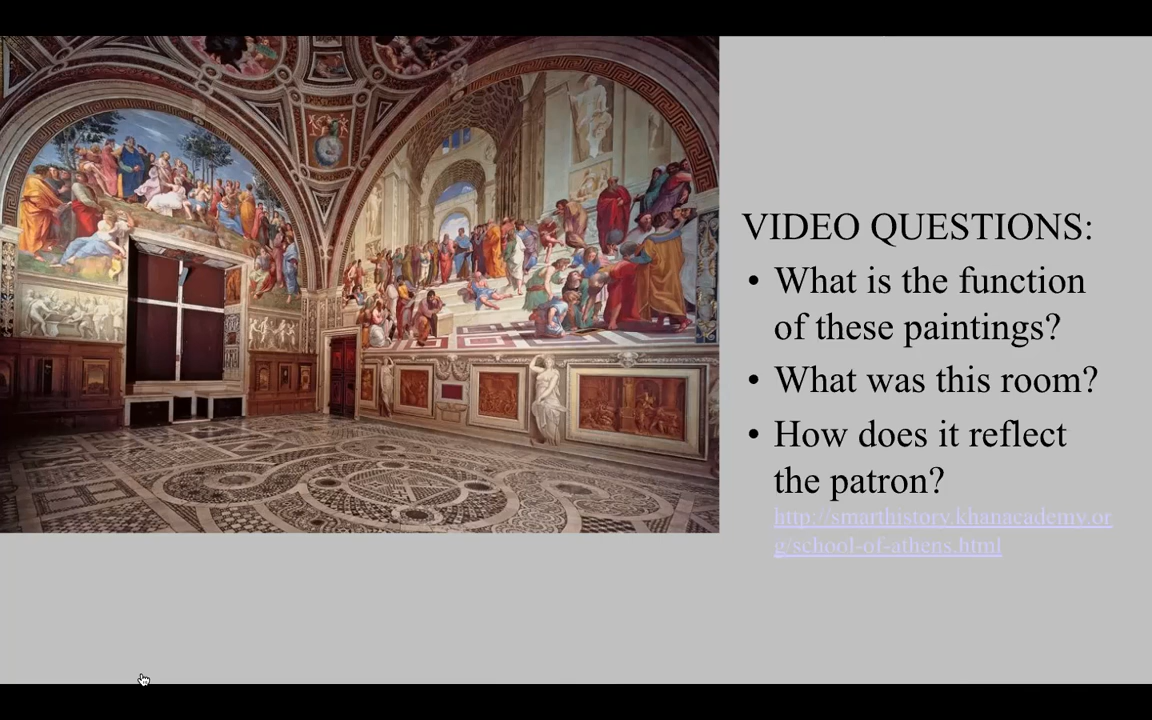 VIDEO QUESTIONS:
• What is the function
of these paintings?
• What was this room?
• How does it reflect
the patron?
http://smarthistory.khanacademy.or
g/school-of-athens.html